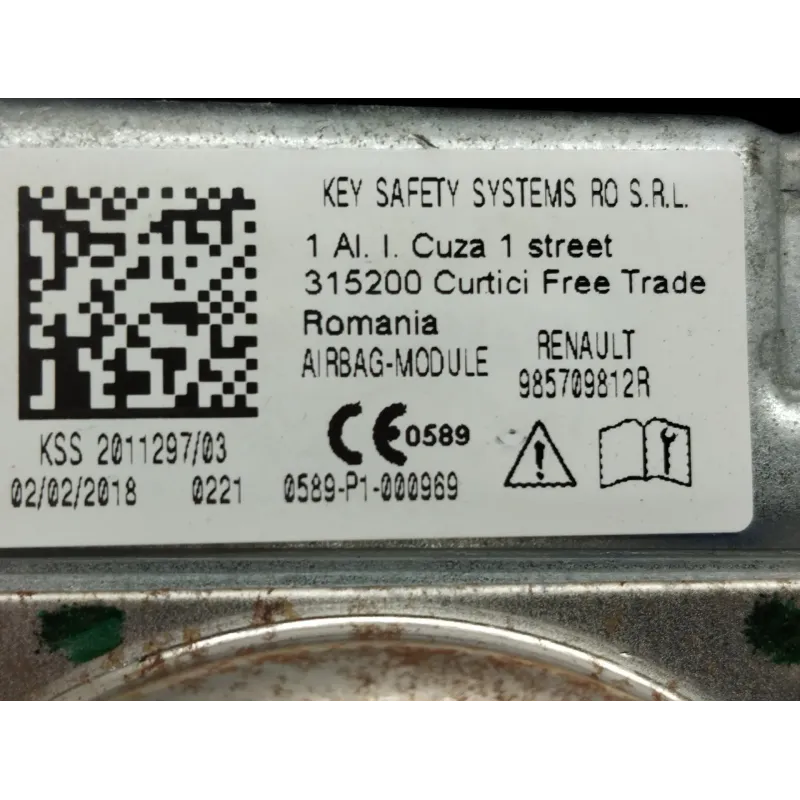 KEY SAFETY SYSTEMS RO S.R.L.
1 Al. I. Cuza 1 street
315200 Curtici Free Trade
Romania
AIRBAG-MODULE
RENAULT
985709812R
CE 0589
KSS 2011297/03
02/02/2018 0221 0589-P1-000969